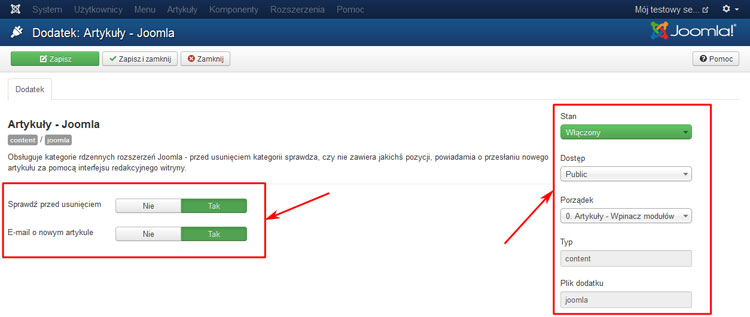 System Użytkownicy Menu Artykuły Komponenty Rozszerzenia Pomoc Mój testowy se...
Dodatek: Artykuły - Joomla Joomla!
Zapisz Zapisz i zamknij Zamknij Pomoc
Dodatek
Artykuły - Joomla
content / joomla
Obsługuje kategorie rdzennych rozszerzeń Joomla - przed usunięciem kategorii sprawdza, czy nie zawiera jakichś pozycji, powiadamia o przesłaniu nowego
artykułu za pomocą interfejsu redakcyjnego witryny.
Sprawdź przed usunięciem Nie Tak
E-mail o nowym artykule Nie Tak
Stan
Włączony
Dostęp
Public
Porządek
0. Artykuły - Wpinacz modułów
Typ
content
Plik dodatku
joomla